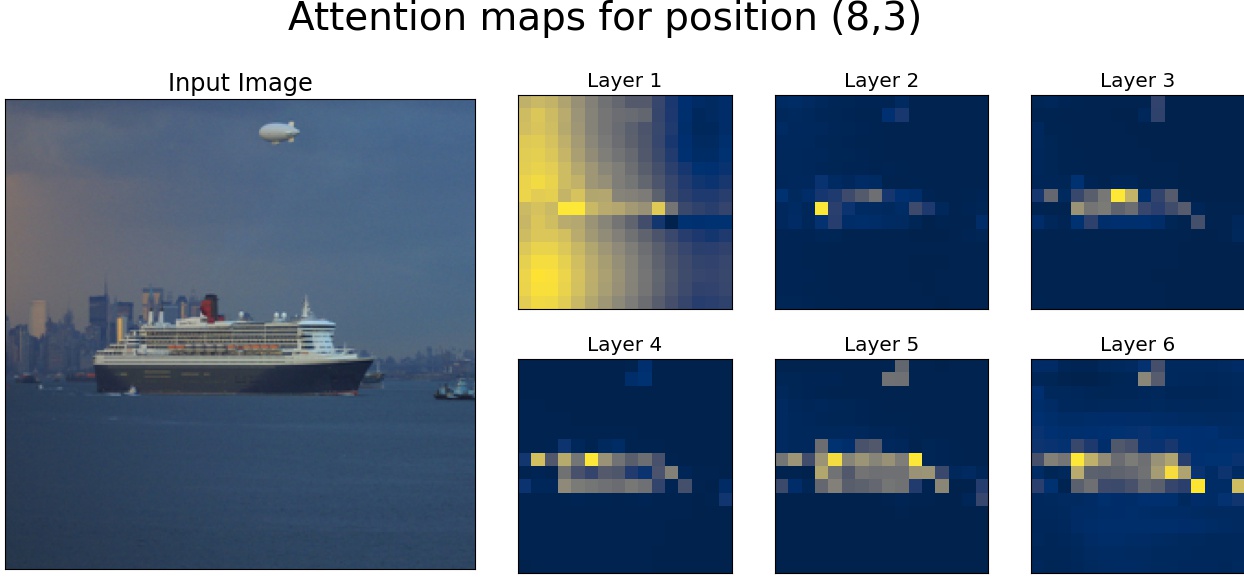 Attention maps for position (8,3)
Input Image
Layer 1
Layer 2
Layer 3
Layer 4
Layer 5
Layer 6